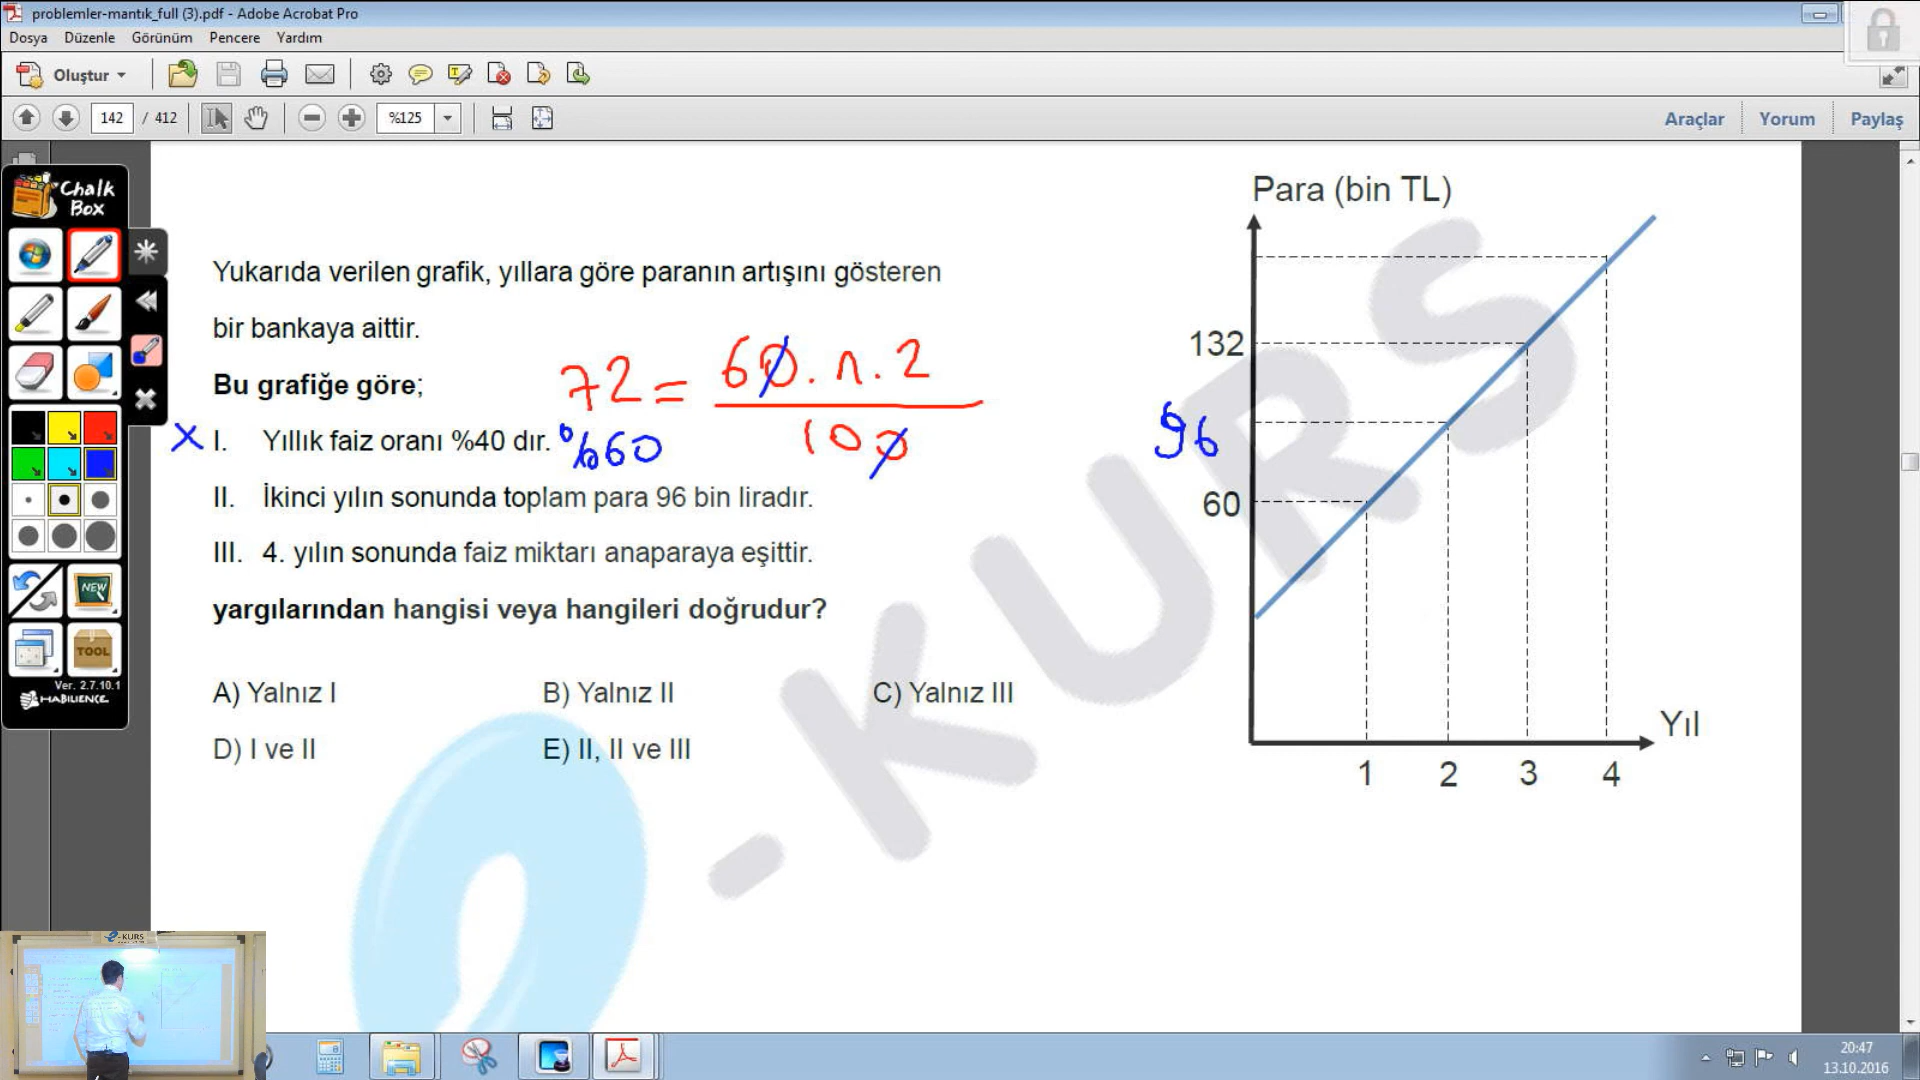 problemler-mantık_full (3).pdf - Adobe Acrobat Pro
Dosya Düzenle Görünüm Pencere Yardım
Oluştur
142 / 412 %125
Araçlar Yorum Paylaş
Chalk
Box
NEW
TOOL
Ver. 2.7.10.1
HABILIENCE
Yukarıda verilen grafik, yıllara göre paranın artışını gösteren
bir bankaya aittir.
Bu grafiğe göre;
72 = 60 . n . 2
100
X I. Yıllık faiz oranı %40 dır. %60
II. İkinci yılın sonunda toplam para 96 bin liradır.
III. 4. yılın sonunda faiz miktarı anaparaya eşittir.
yargılarından hangisi veya hangileri doğrudur?
A) Yalnız I B) Yalnız II C) Yalnız III
D) I ve II E) II, II ve III
Para (bin TL)
132
96
60
Yıl
1 2 3 4
e-KURS
e-KURS
20:47
13.10.2016